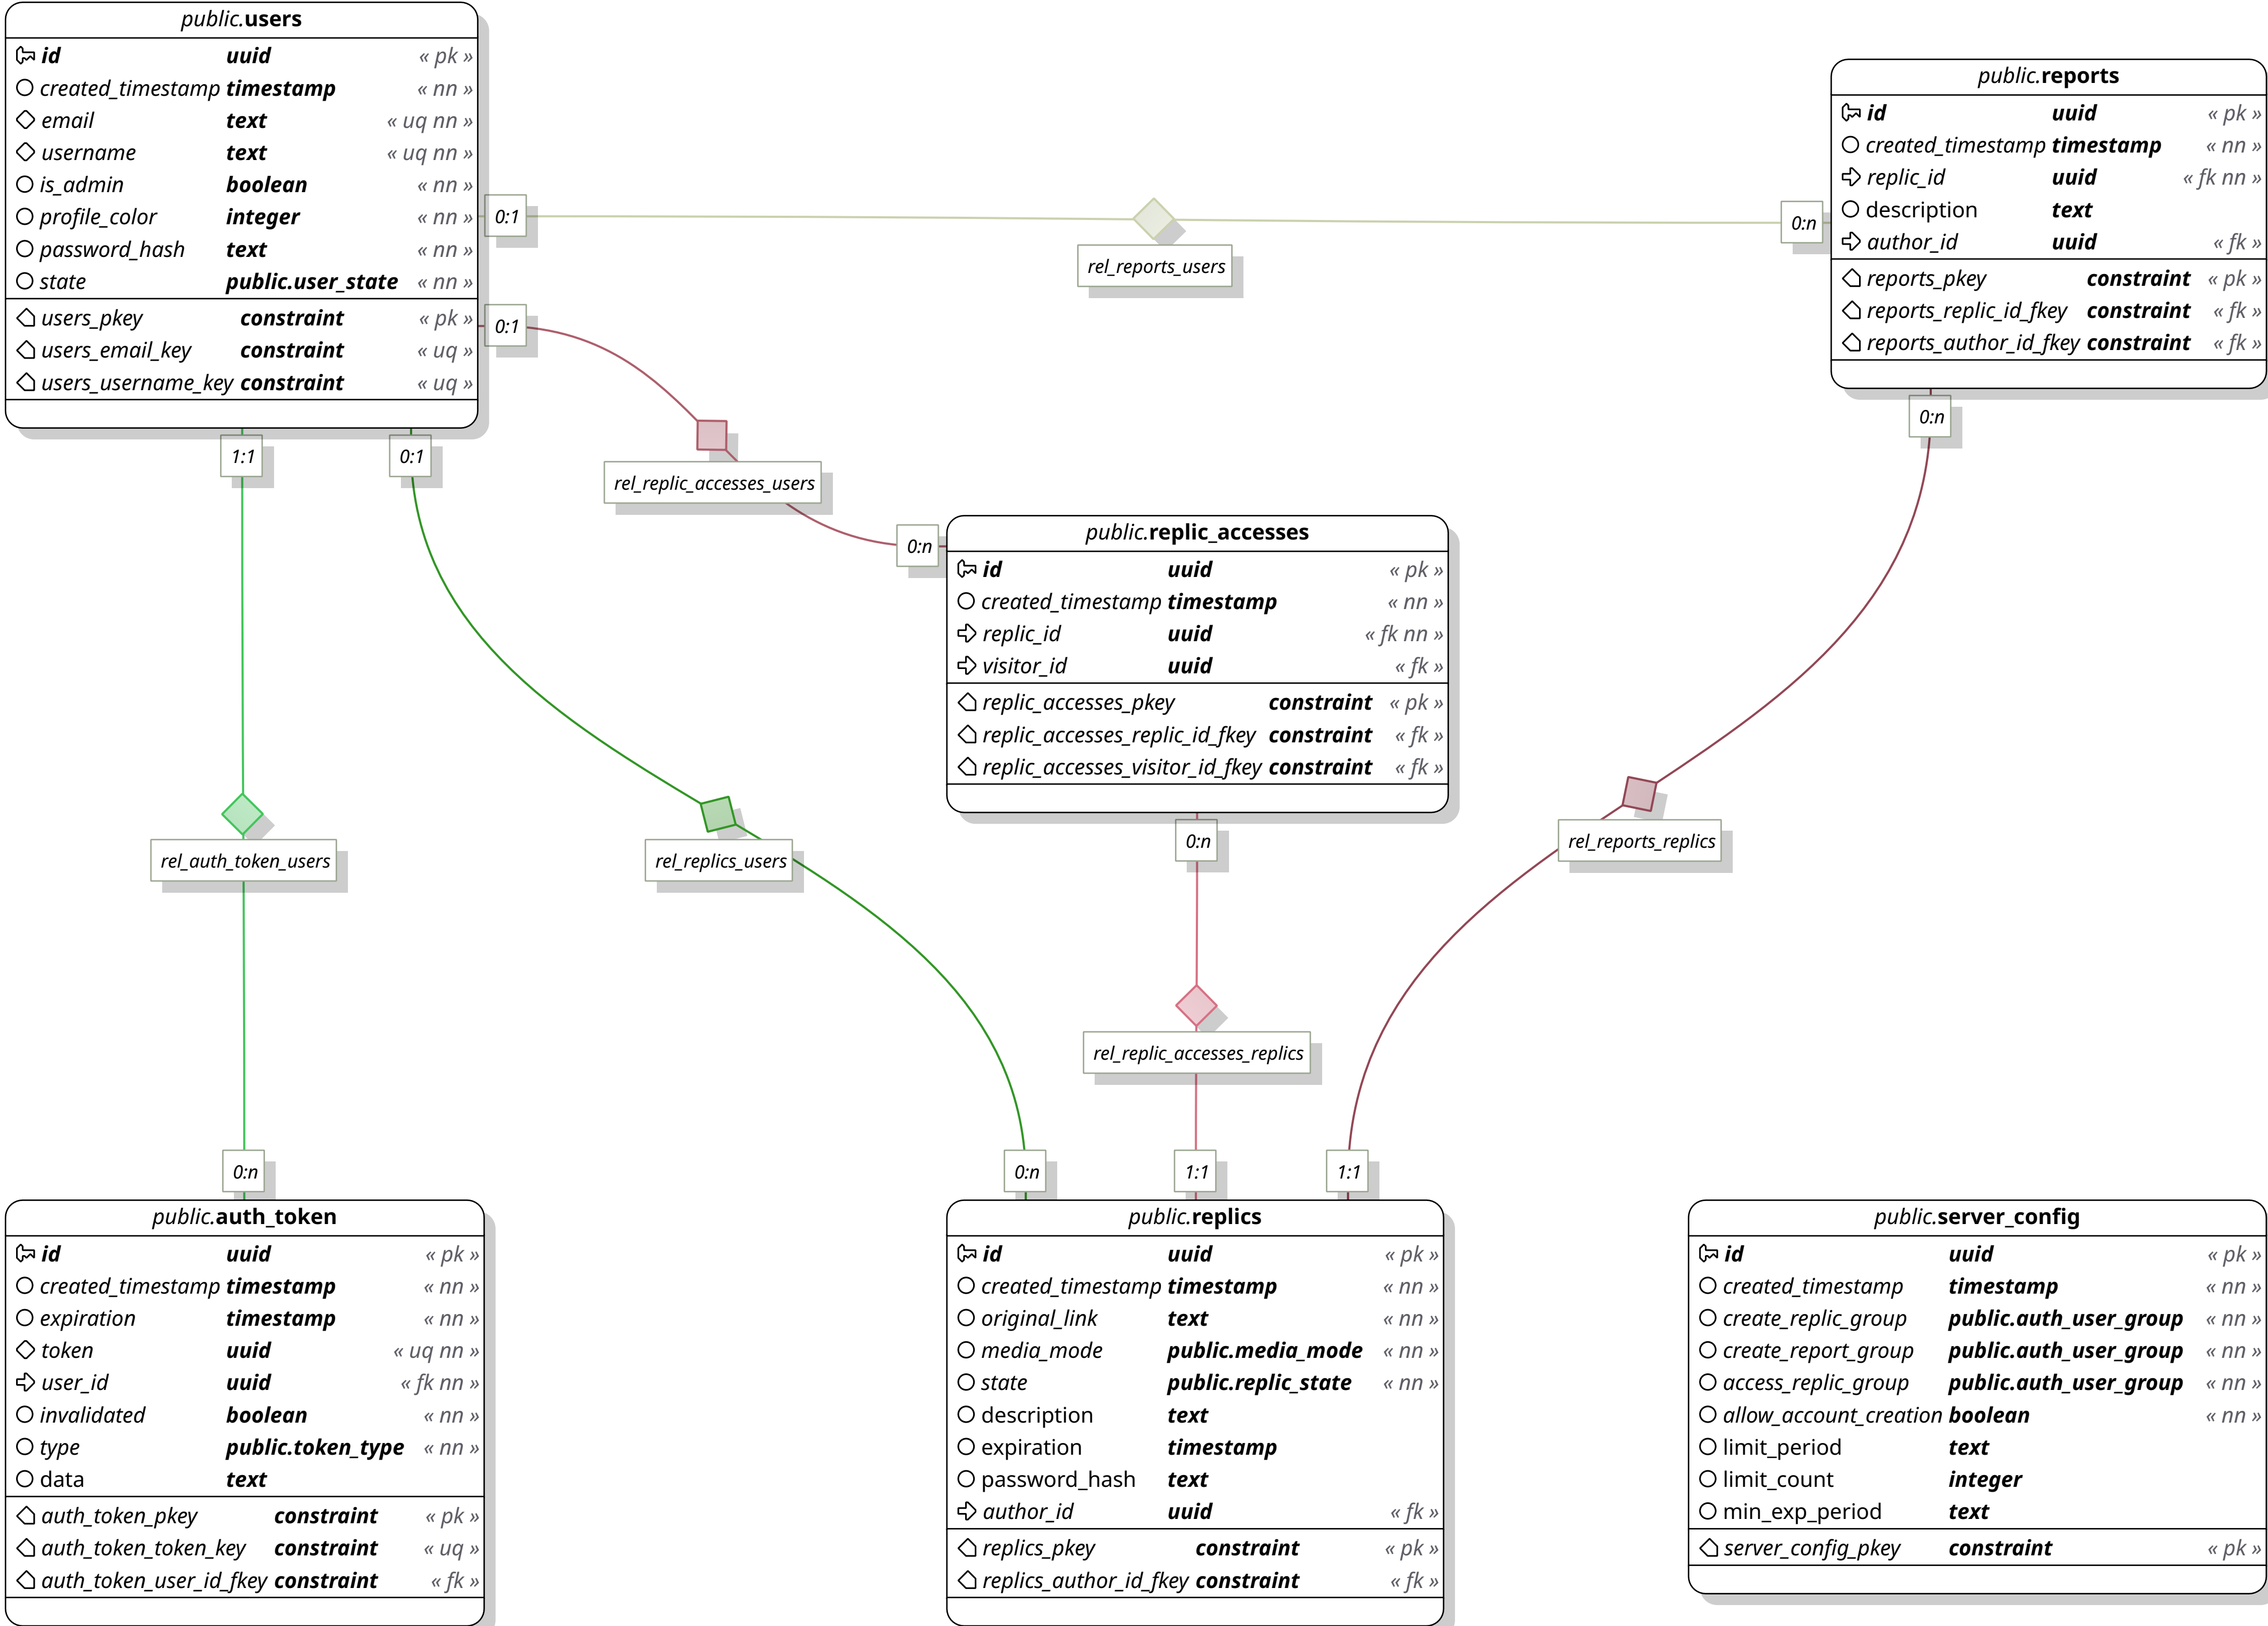 public.users
id uuid « pk »
created_timestamp timestamp « nn »
email text « uq nn »
username text « uq nn »
is_admin boolean « nn »
profile_color integer « nn »
password_hash text « nn »
state public.user_state « nn »
users_pkey constraint « pk »
users_email_key constraint « uq »
users_username_key constraint « uq »
public.reports
id uuid « pk »
created_timestamp timestamp « nn »
replic_id uuid « fk nn »
description text
author_id uuid « fk »
reports_pkey constraint « pk »
reports_replic_id_fkey constraint « fk »
reports_author_id_fkey constraint « fk »
0:1
0:n
rel_reports_users
0:1
0:n
1:1
0:1
rel_replic_accesses_users
0:n
public.replic_accesses
id uuid « pk »
created_timestamp timestamp « nn »
replic_id uuid « fk nn »
visitor_id uuid « fk »
replic_accesses_pkey constraint « pk »
replic_accesses_replic_id_fkey constraint « fk »
replic_accesses_visitor_id_fkey constraint « fk »
0:n
rel_auth_token_users
rel_replics_users
rel_reports_replics
rel_replic_accesses_replics
0:n
0:n
1:1
1:1
public.auth_token
id uuid « pk »
created_timestamp timestamp « nn »
expiration timestamp « nn »
token uuid « uq nn »
user_id uuid « fk nn »
invalidated boolean « nn »
type public.token_type « nn »
data text
auth_token_pkey constraint « pk »
auth_token_token_key constraint « uq »
auth_token_user_id_fkey constraint « fk »
public.replics
id uuid « pk »
created_timestamp timestamp « nn »
original_link text « nn »
media_mode public.media_mode « nn »
state public.replic_state « nn »
description text
expiration timestamp
password_hash text
author_id uuid « fk »
replics_pkey constraint « pk »
replics_author_id_fkey constraint « fk »
public.server_config
id uuid « pk »
created_timestamp timestamp « nn »
create_replic_group public.auth_user_group « nn »
create_report_group public.auth_user_group « nn »
access_replic_group public.auth_user_group « nn »
allow_account_creation boolean « nn »
limit_period text
limit_count integer
min_exp_period text
server_config_pkey constraint « pk »